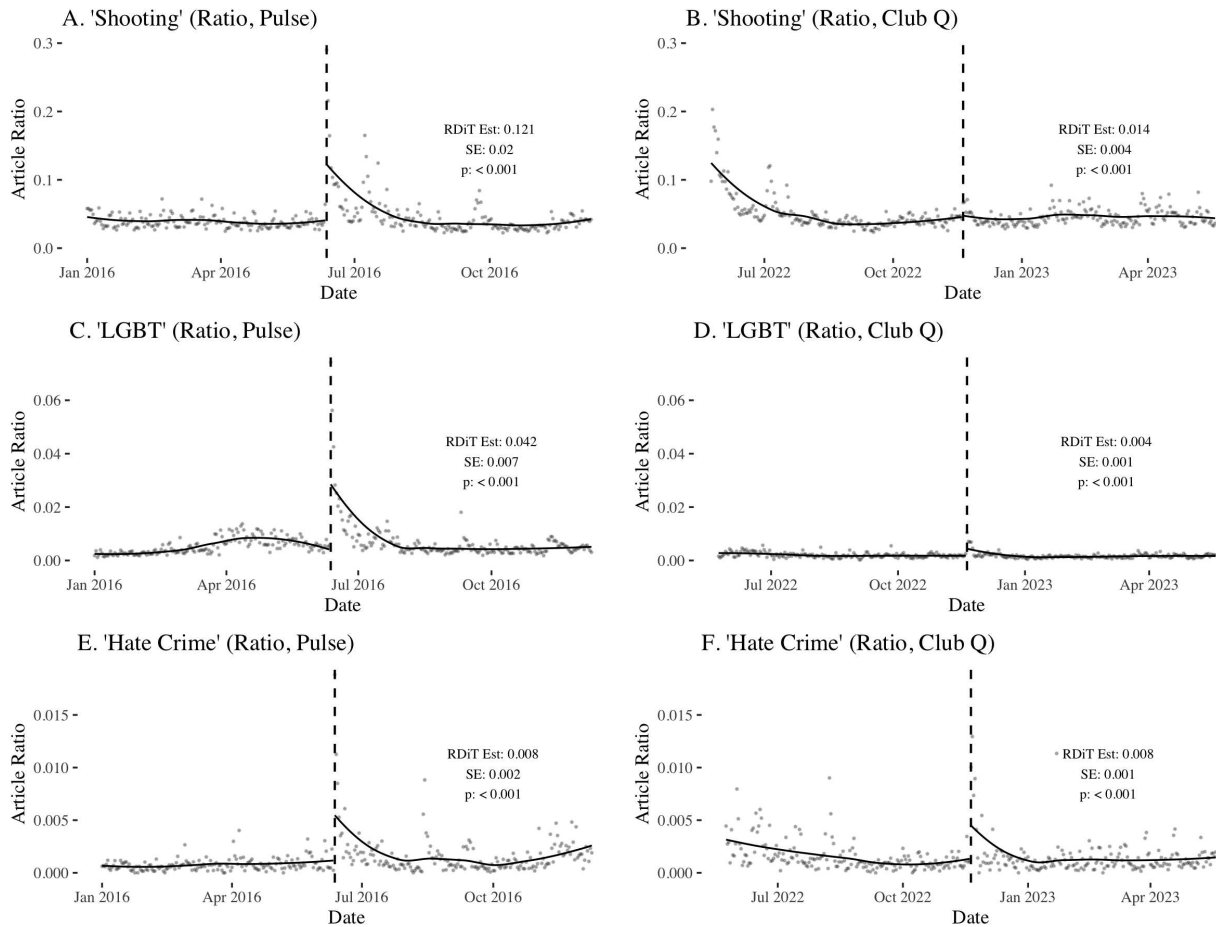 A. 'Shooting' (Ratio, Pulse)
Article Ratio
0.3
0.2
0.1
0.0
RDiT Est: 0.121
SE: 0.02
p: < 0.001
Jan 2016 Apr 2016 Jul 2016 Oct 2016
Date
B. 'Shooting' (Ratio, Club Q)
Article Ratio
0.3
0.2
0.1
0.0
RDiT Est: 0.014
SE: 0.004
p: < 0.001
Jul 2022 Oct 2022 Jan 2023 Apr 2023
Date
C. 'LGBT' (Ratio, Pulse)
Article Ratio
0.06
0.04
0.02
0.00
RDiT Est: 0.042
SE: 0.007
p: < 0.001
Jan 2016 Apr 2016 Jul 2016 Oct 2016
Date
D. 'LGBT' (Ratio, Club Q)
Article Ratio
0.06
0.04
0.02
0.00
RDiT Est: 0.004
SE: 0.001
p: < 0.001
Jul 2022 Oct 2022 Jan 2023 Apr 2023
Date
E. 'Hate Crime' (Ratio, Pulse)
Article Ratio
0.015
0.010
0.005
0.000
RDiT Est: 0.008
SE: 0.002
p: < 0.001
Jan 2016 Apr 2016 Jul 2016 Oct 2016
Date
F. 'Hate Crime' (Ratio, Club Q)
Article Ratio
0.015
0.010
0.005
0.000
RDiT Est: 0.008
SE: 0.001
p: < 0.001
Jul 2022 Oct 2022 Jan 2023 Apr 2023
Date